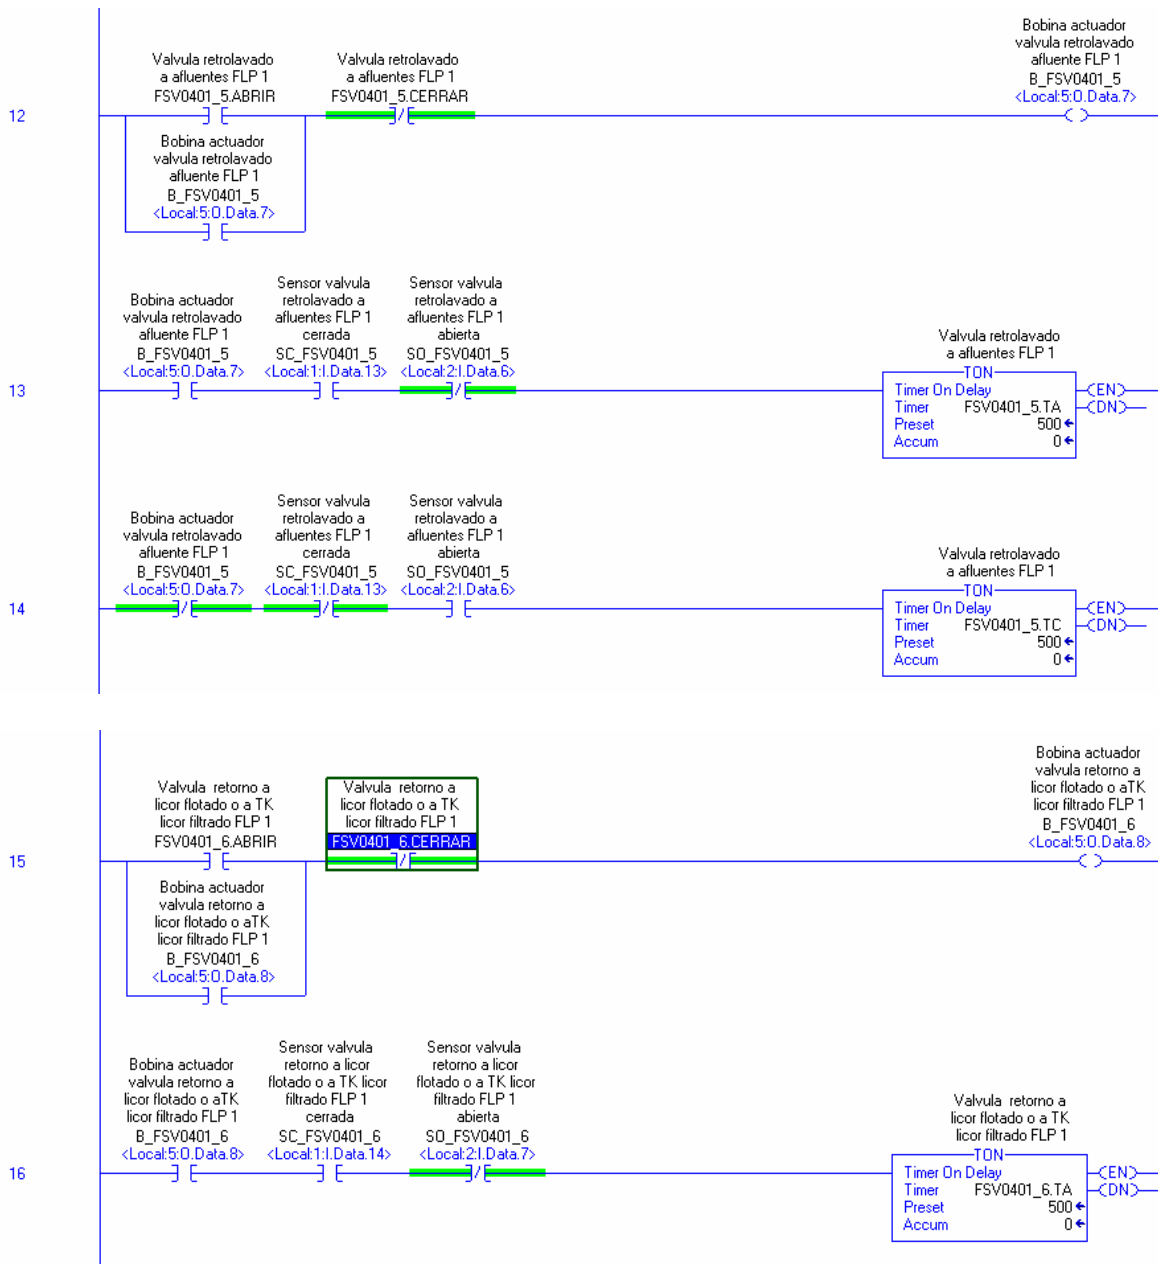 Bobina actuador
valvula retrolavado
afluente FLP 1
B_FSV0401_5
<Local:5:O.Data.7>
Valvula retrolavado
a afluentes FLP 1
FSV0401_5.ABRIR
Valvula retrolavado
a afluentes FLP 1
FSV0401_5.CERRAR
12
Bobina actuador
valvula retrolavado
afluente FLP 1
B_FSV0401_5
<Local:5:O.Data.7>
Bobina actuador
valvula retrolavado
afluente FLP 1
B_FSV0401_5
<Local:5:O.Data.7>
Sensor valvula
retrolavado a
afluentes FLP 1
cerrada
SC_FSV0401_5
<Local:1:I.Data.13>
Sensor valvula
retrolavado a
afluentes FLP 1
abierta
SO_FSV0401_5
<Local:2:I.Data.6>
13
Valvula retrolavado
a afluentes FLP 1
TON
Timer On Delay
Timer FSV0401_5.TA
Preset 500
Accum 0
EN
DN
Bobina actuador
valvula retrolavado
afluente FLP 1
B_FSV0401_5
<Local:5:O.Data.7>
Sensor valvula
retrolavado a
afluentes FLP 1
cerrada
SC_FSV0401_5
<Local:1:I.Data.13>
Sensor valvula
retrolavado a
afluentes FLP 1
abierta
SO_FSV0401_5
<Local:2:I.Data.6>
14
Valvula retrolavado
a afluentes FLP 1
TON
Timer On Delay
Timer FSV0401_5.TC
Preset 500
Accum 0
EN
DN
Bobina actuador
valvula retorno a
licor flotado o aTK
licor filtrado FLP 1
B_FSV0401_6
<Local:5:O.Data.8>
Valvula retorno a
licor flotado o a TK
licor filtrado FLP 1
FSV0401_6.ABRIR
Valvula retorno a
licor flotado o a TK
licor filtrado FLP 1
FSV0401_6.CERRAR
15
Bobina actuador
valvula retorno a
licor flotado o aTK
licor filtrado FLP 1
B_FSV0401_6
<Local:5:O.Data.8>
Bobina actuador
valvula retorno a
licor flotado o aTK
licor filtrado FLP 1
B_FSV0401_6
<Local:5:O.Data.8>
Sensor valvula
retorno a licor
flotado o a TK licor
filtrado FLP 1
cerrada
SC_FSV0401_6
<Local:1:I.Data.14>
Sensor valvula
retorno a licor
flotado o a TK licor
filtrado FLP 1
abierta
SO_FSV0401_6
<Local:2:I.Data.7>
16
Valvula retorno a
licor flotado o a TK
licor filtrado FLP 1
TON
Timer On Delay
Timer FSV0401_6.TA
Preset 500
Accum 0
EN
DN